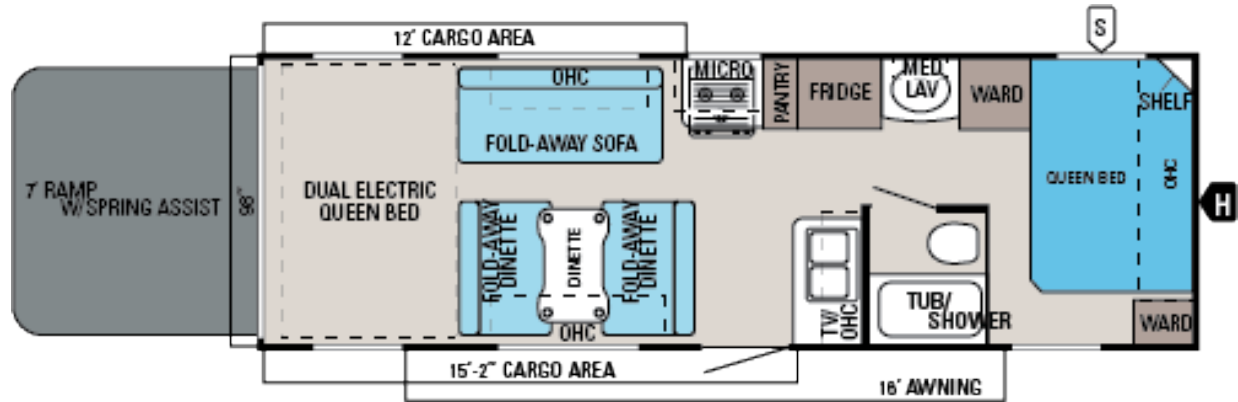 S
12' CARGO AREA
OHC
FOLD-AWAY SOFA
MICRO
PANTRY
FRIDGE
MED
LAV
WARD
SHELF
QUEEN BED
OHC
H
7' RAMP
W/SPRING ASSIST
96"
DUAL ELECTRIC
QUEEN BED
FOLD-AWAY
DINETTE
DINETTE
FOLD-AWAY
DINETTE
OHC
TV/
OHC
TUB/
SHOWER
WARD
15'-2" CARGO AREA
16' AWNING